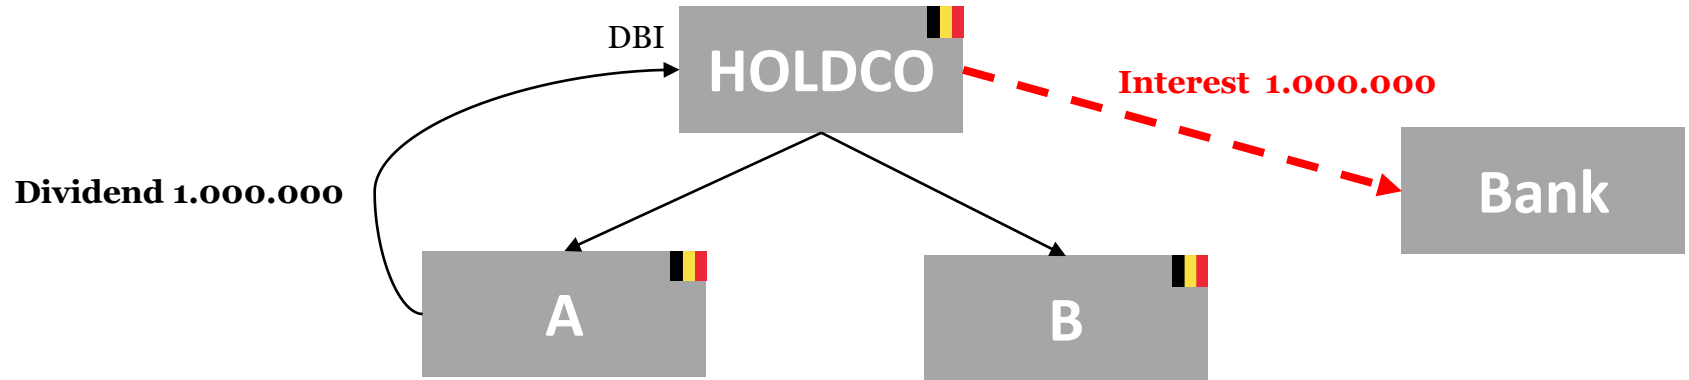 DBI
HOLDCO
Interest 1.000.000
Bank
Dividend 1.000.000
A
B